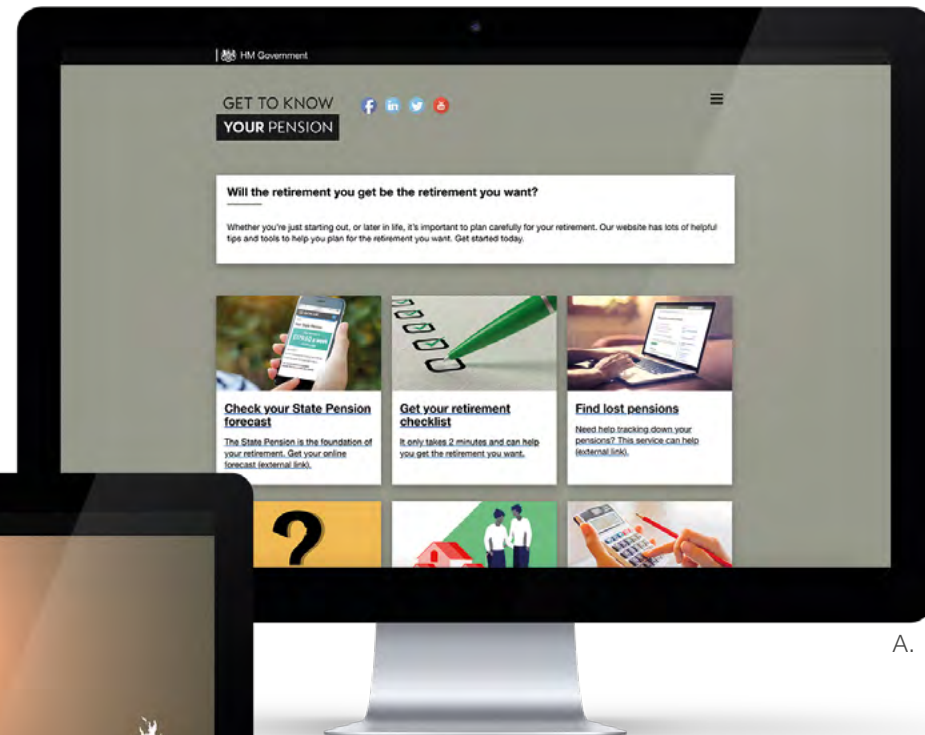 HM Government
GET TO KNOW
YOUR PENSION
Will the retirement you get be the retirement you want?
Whether you're just starting out, or later in life, it's important to plan carefully for your retirement. Our website has lots of helpful
tips and tools to help you plan for the retirement you want. Get started today.
Check your State Pension
forecast
The State Pension is the foundation of
your retirement. Get your online
forecast (external link).
Get your retirement
checklist
It only takes 2 minutes and can help
you get the retirement you want.
Find lost pensions
Need help tracking down your
pensions? This service can help
(external link).
?
A.